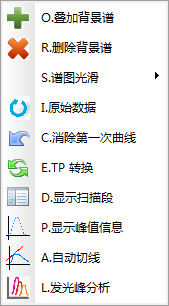 O.叠加背景谱
R.删除背景谱
S.谱图光滑
I.原始数据
C.消除第一次曲线
E.TP 转换
D.显示扫描段
P.显示峰值信息
A.自动切线
L.发光峰分析